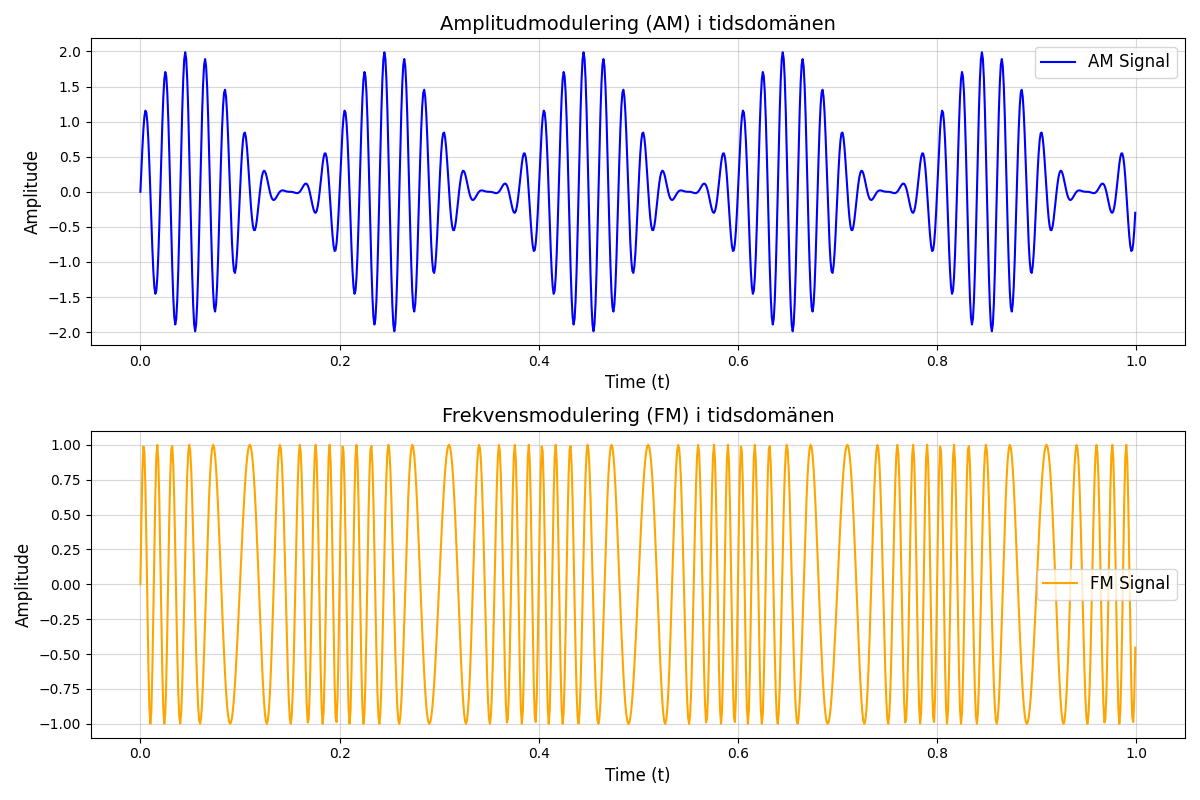 Amplitudmodulering (AM) i tidsdomänen
2.0
1.5
1.0
0.5
0.0
−0.5
−1.0
−1.5
−2.0
Amplitude
AM Signal
0.0 0.2 0.4 0.6 0.8 1.0
Time (t)
Frekvensmodulering (FM) i tidsdomänen
1.00
0.75
0.50
0.25
0.00
−0.25
−0.50
−0.75
−1.00
Amplitude
FM Signal
0.0 0.2 0.4 0.6 0.8 1.0
Time (t)